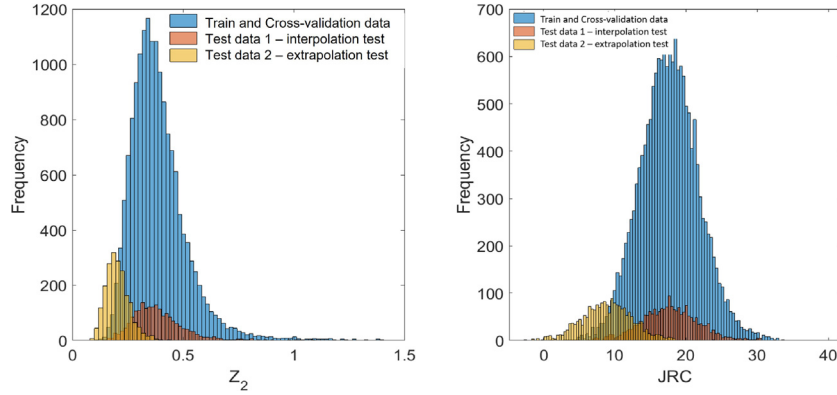 Train and Cross-validation data
Test data 1 – interpolation test
Test data 2 – extrapolation test
Frequency
1200
1000
800
600
400
200
0
0
0.5
1
1.5
Z2
Train and Cross-validation data
Test data 1 – interpolation test
Test data 2 – extrapolation test
Frequency
700
600
500
400
300
200
100
0
0
10
20
30
40
JRC